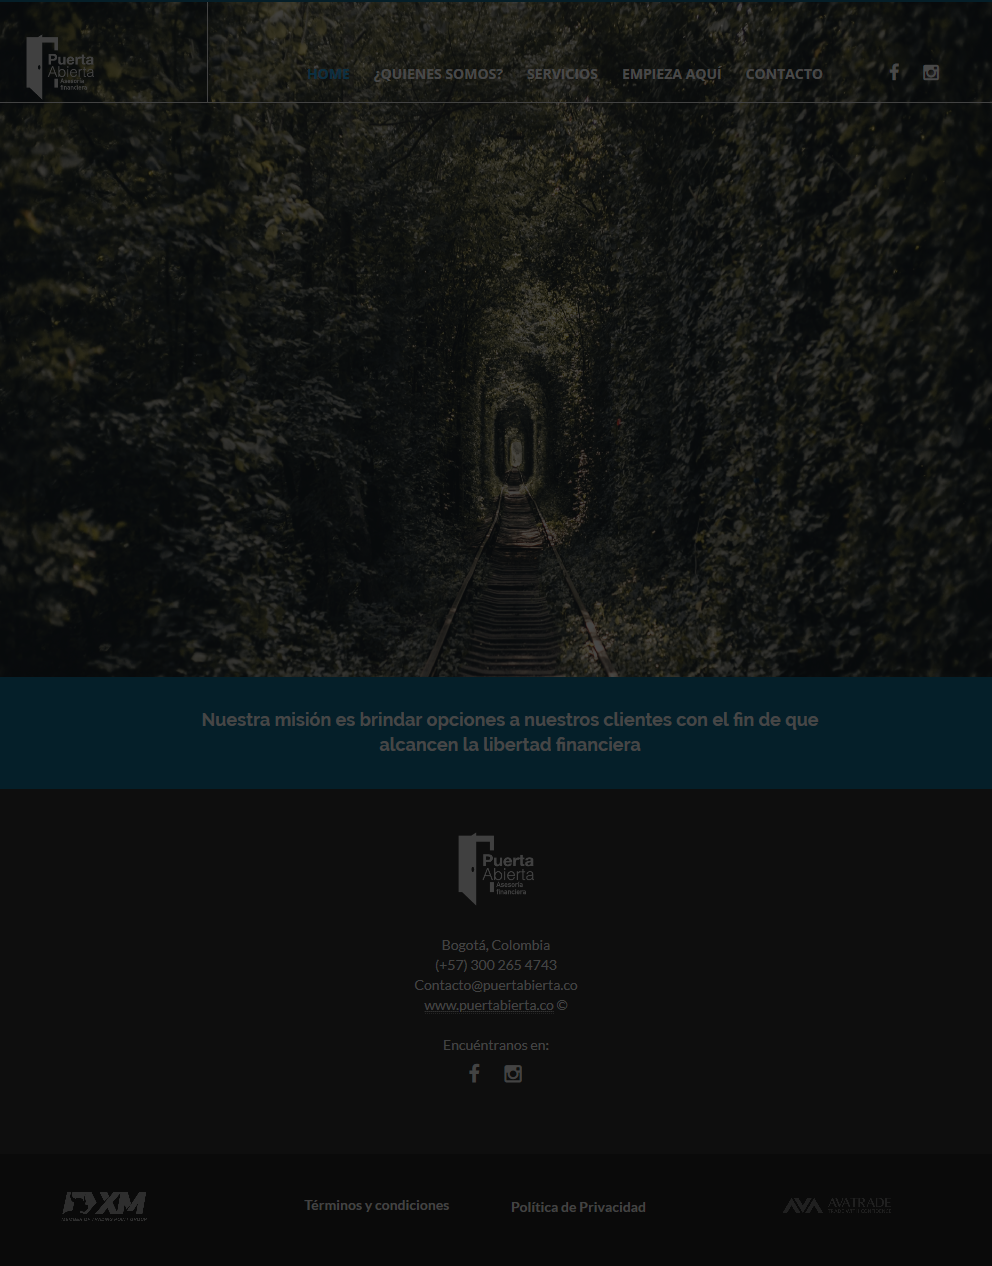 Puerta
Abierta
Asesoría
financiera
HOME ¿QUIENES SOMOS? SERVICIOS EMPIEZA AQUÍ CONTACTO
Nuestra misión es brindar opciones a nuestros clientes con el fin de que
alcancen la libertad financiera
Puerta
Abierta
Asesoría
financiera
Bogotá, Colombia
(+57) 300 265 4743
Contacto@puertabierta.co
www.puertabierta.co ©
Encuéntranos en:
XM
Términos y condiciones
Política de Privacidad
AVA AVATRADE